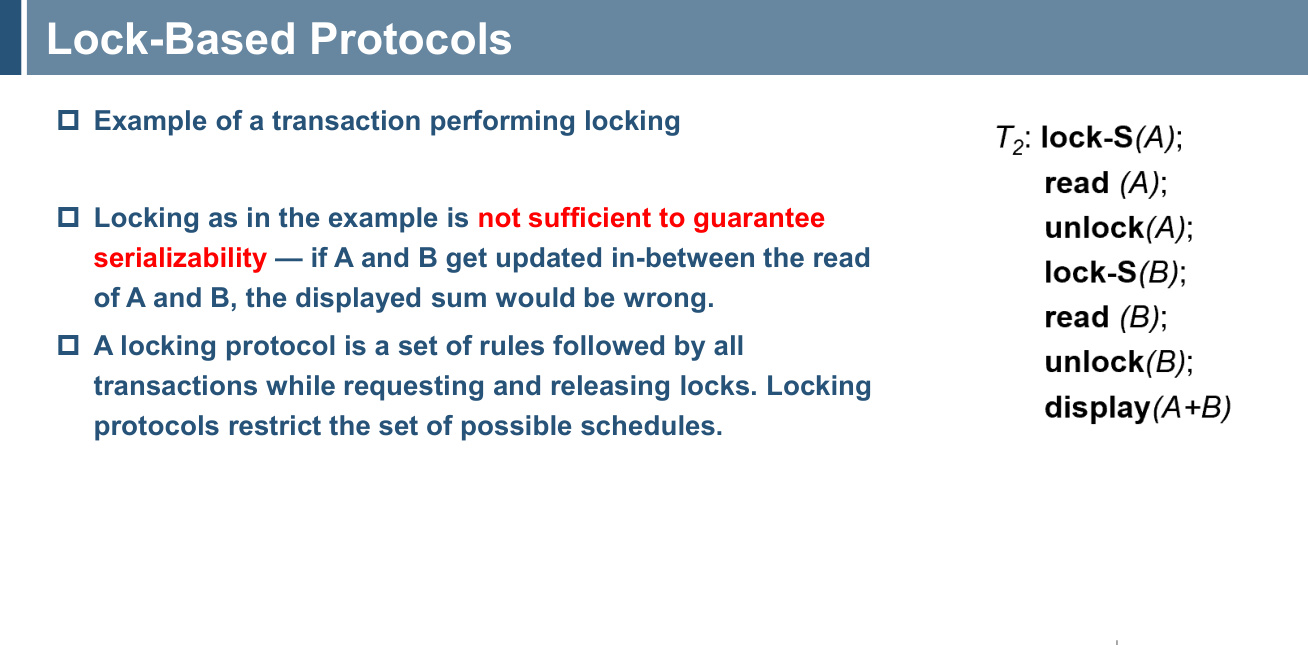 Lock-Based Protocols
Example of a transaction performing locking
Locking as in the example is not sufficient to guarantee
serializability — if A and B get updated in-between the read
of A and B, the displayed sum would be wrong.
A locking protocol is a set of rules followed by all
transactions while requesting and releasing locks. Locking
protocols restrict the set of possible schedules.
T2: lock-S(A);
read (A);
unlock(A);
lock-S(B);
read (B);
unlock(B);
display(A+B)